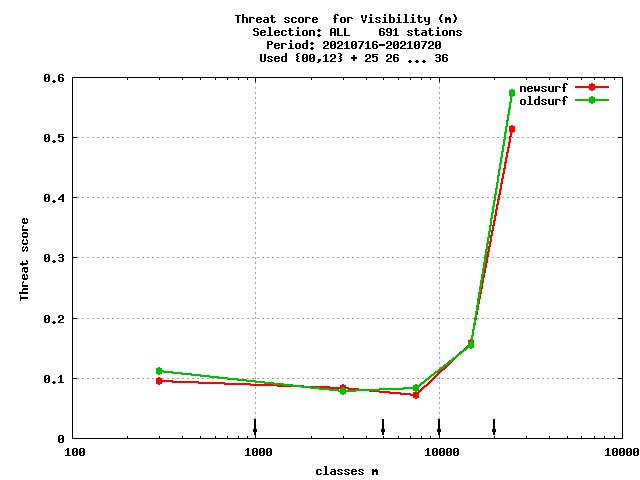 Threat score  for Visibility (m)
Selection: ALL    691 stations
Period: 20210716-20210720
Used {00,12} + 25 26 ... 36
newsurf
oldsurf
0.6
0.5
0.4
0.3
0.2
0.1
0
Threat score
100 1000 10000 10000
classes m